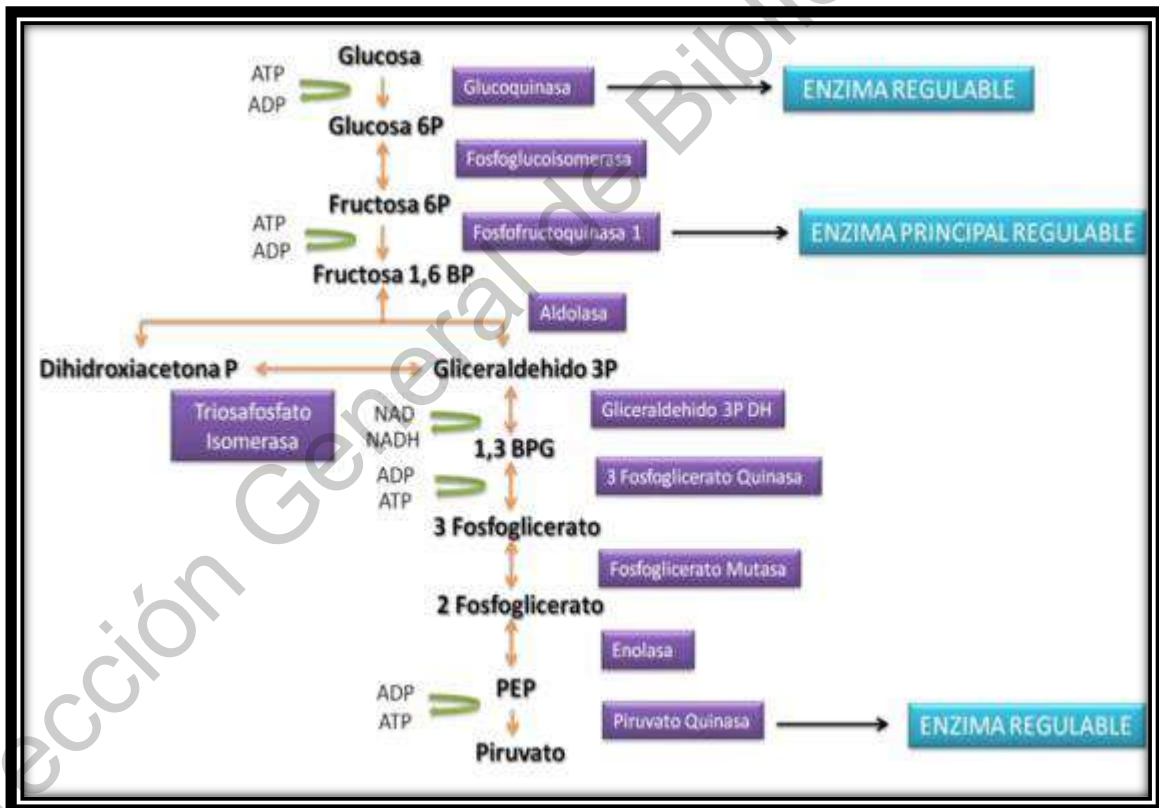 Glucosa
ATP
ADP
Glucoquinasa
ENZIMA REGULABLE
Glucosa 6P
Fosfoglucoisomerasa
Fructosa 6P
ATP
ADP
Fosfofructoquinasa 1
ENZIMA PRINCIPAL REGULABLE
Fructosa 1,6 BP
Aldolasa
Dihidroxiacetona P
Gliceraldehido 3P
Triosafosfato
Isomerasa
NAD
NADH
Gliceraldehido 3P DH
1,3 BPG
ADP
ATP
3 Fosfoglicerato Quinasa
3 Fosfoglicerato
Fosfoglicerato Mutasa
2 Fosfoglicerato
Enolasa
PEP
ADP
ATP
Piruvato Quinasa
ENZIMA REGULABLE
Piruvato
General de